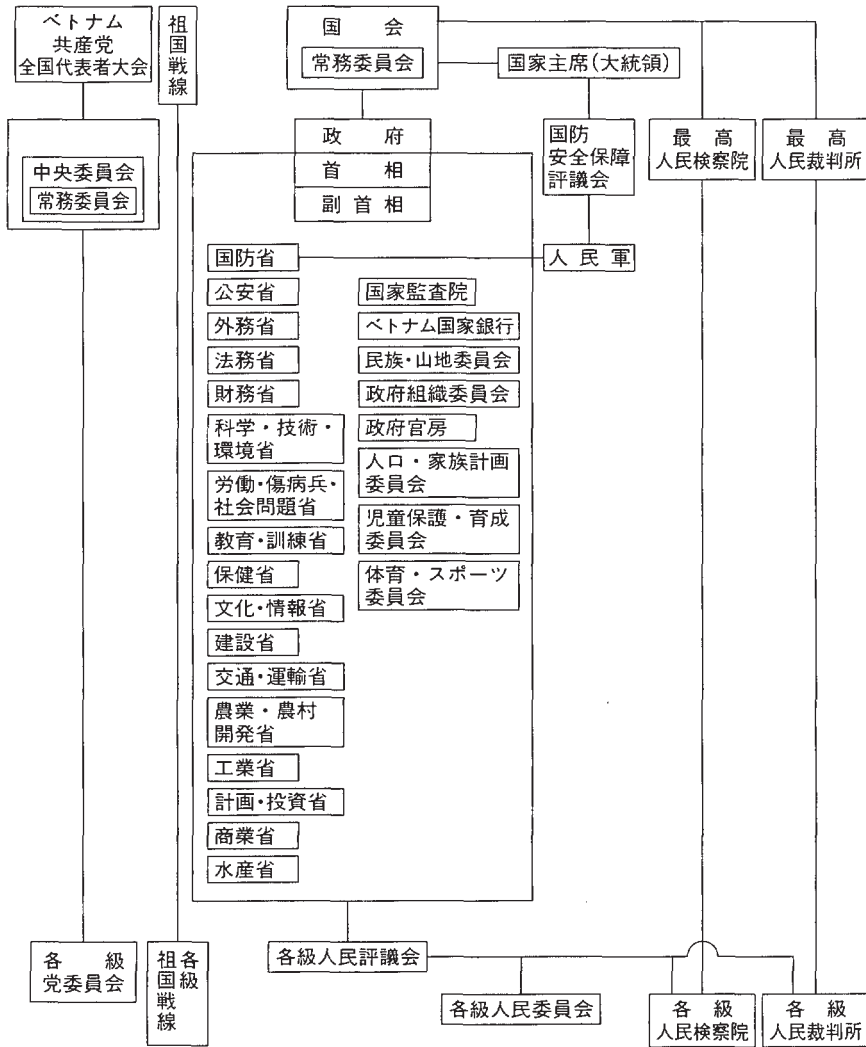 ベトナム
共産党
全国代表者大会
祖国戦線
国会
常務委員会
国家主席(大統領)
中央委員会
常務委員会
政府
首相
副首相
国防
安全保障
評議会
最高
人民検察院
最高
人民裁判所
国防省
人民軍
公安省
外務省
法務省
財務省
科学・技術・
環境省
労働・傷病兵・
社会問題省
教育・訓練省
保健省
文化・情報省
建設省
交通・運輸省
農業・農村
開発省
工業省
計画・投資省
商業省
水産省
国家監査院
ベトナム国家銀行
民族・山地委員会
政府組織委員会
政府官房
人口・家族計画
委員会
児童保護・育成
委員会
体育・スポーツ
委員会
各級
党委員会
各級
祖国戦線
各級人民評議会
各級人民委員会
各級
人民検察院
各級
人民裁判所